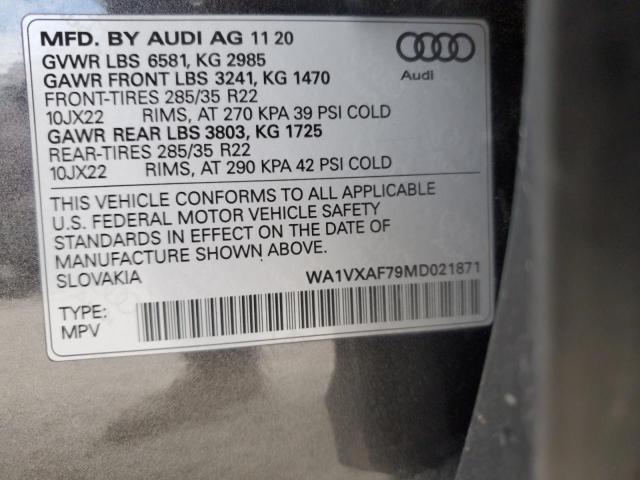 MFD. BY AUDI AG 11 20
GVWR LBS 6581, KG 2985
GAWR FRONT LBS 3241, KG 1470
FRONT-TIRES 285/35 R22
10JX22 RIMS, AT 270 KPA 39 PSI COLD
GAWR REAR LBS 3803, KG 1725
REAR-TIRES 285/35 R22
10JX22 RIMS, AT 290 KPA 42 PSI COLD
Audi
THIS VEHICLE CONFORMS TO ALL APPLICABLE
U.S. FEDERAL MOTOR VEHICLE SAFETY
STANDARDS IN EFFECT ON THE DATE OF
MANUFACTURE SHOWN ABOVE.
SLOVAKIA WA1VXAF79MD021871
TYPE:
MPV